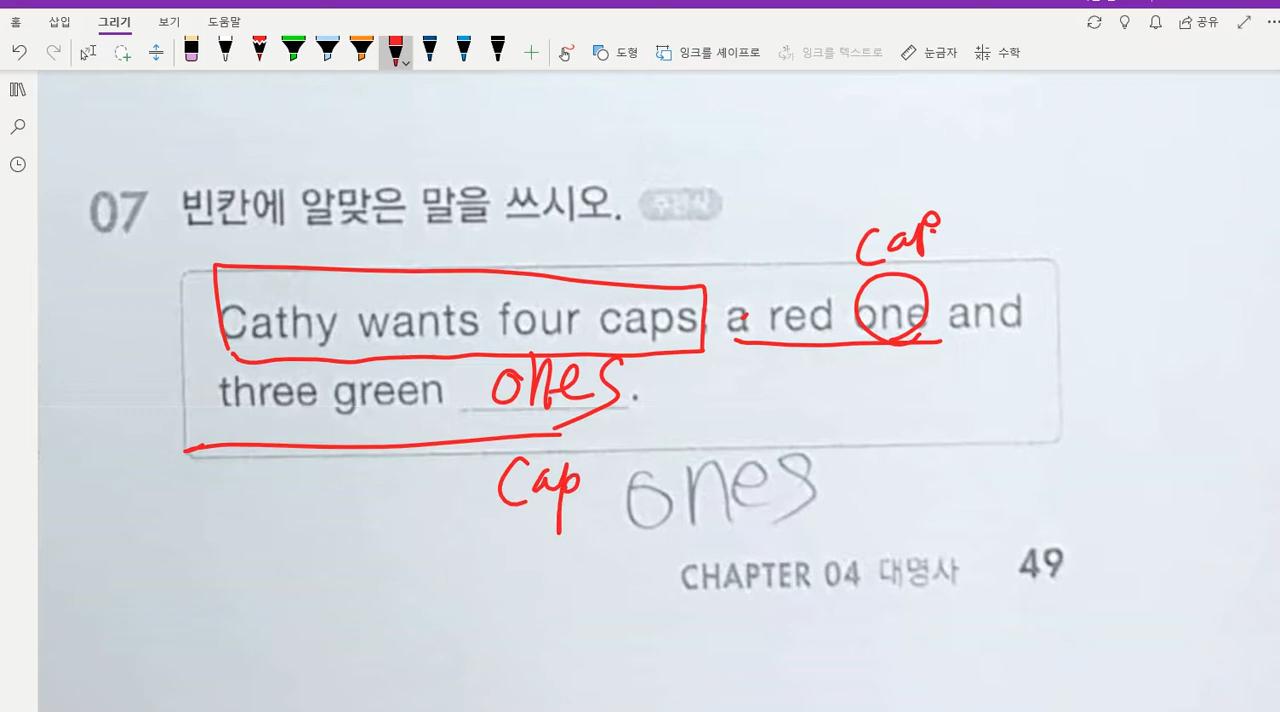 홈 삽입 그리기 보기 도움말 공유
잉크를 셰이프로 잉크를 텍스트로 눈금자 수학 도형
07 빈칸에 알맞은 말을 쓰시오. 주관식
cap
Cathy wants four caps, a red one and
three green ones.
cap ones
CHAPTER 04 대명사 49